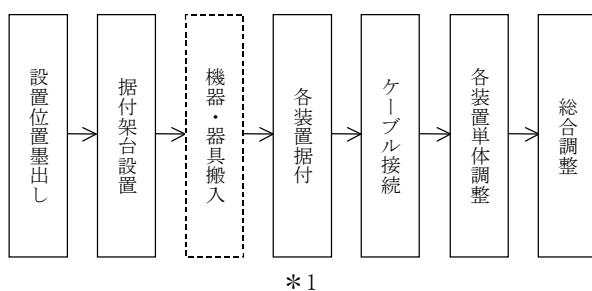 設置位置墨出し
据付架台設置
機器・器具搬入
各装置据付
ケーブル接続
各装置単体調整
総合調整
＊1